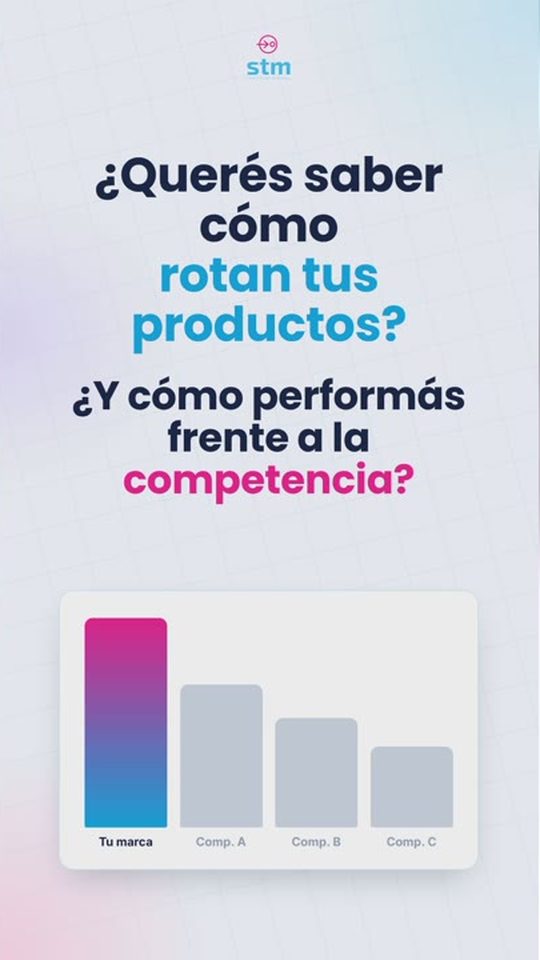 stm
¿Querés saber
cómo
rotan tus
productos?
¿Y cómo performás
frente a la
competencia?
Tu marca
Comp. A
Comp. B
Comp. C